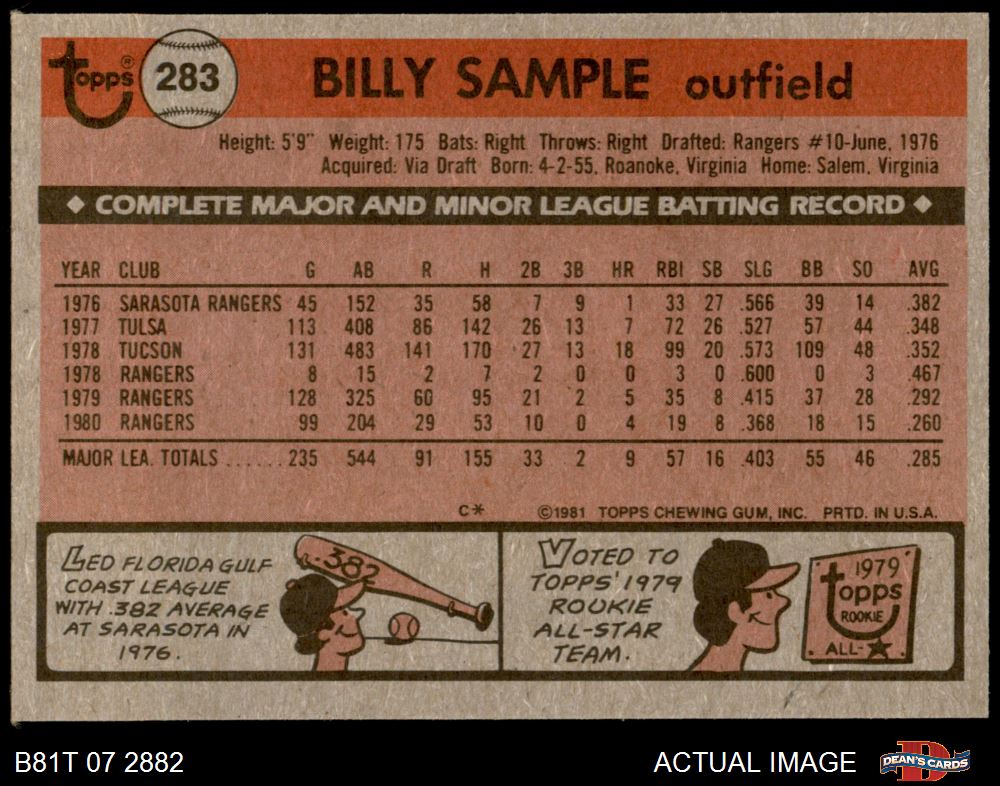 topps® 283 BILLY SAMPLE outfield
Height: 5'9" Weight: 175 Bats: Right Throws: Right Drafted: Rangers #10-June, 1976
Acquired: Via Draft Born: 4-2-55, Roanoke, Virginia Home: Salem, Virginia
◆ COMPLETE MAJOR AND MINOR LEAGUE BATTING RECORD ◆
YEAR CLUB G AB R H 2B 3B HR RBI SB SLG BB SO AVG
1976 SARASOTA RANGERS 45 152 35 58 7 9 1 33 27 .566 39 14 .382
1977 TULSA 113 408 86 142 26 13 7 72 26 .527 57 44 .348
1978 TUCSON 131 483 141 170 27 13 18 99 20 .573 109 48 .352
1978 RANGERS 8 15 2 7 2 0 0 3 0 .600 0 3 .467
1979 RANGERS 128 325 60 95 21 2 5 35 8 .415 37 28 .292
1980 RANGERS 99 204 29 53 10 0 4 19 8 .368 18 15 .260
MAJOR LEA. TOTALS ...... 235 544 91 155 33 2 9 57 16 .403 55 46 .285
C* ©1981 TOPPS CHEWING GUM, INC. PRTD. IN U.S.A.
LED FLORIDA GULF
COAST LEAGUE
WITH .382 AVERAGE
AT SARASOTA IN
1976.
.382
VOTED TO
TOPPS' 1979
ROOKIE
ALL-STAR
TEAM.
1979
topps
ROOKIE
ALL-★
B81T 07 2882 ACTUAL IMAGE D DEAN'S CARDS